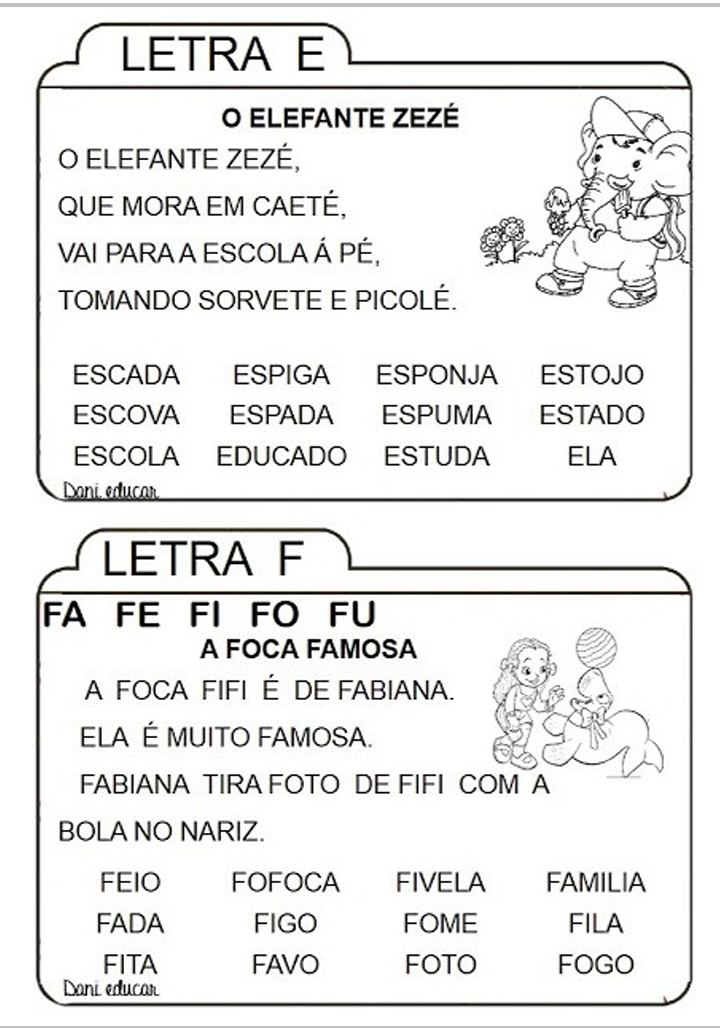 LETRA E
O ELEFANTE ZEZÉ
O ELEFANTE ZEZÉ,
QUE MORA EM CAETÉ,
VAI PARA A ESCOLA Á PÉ,
TOMANDO SORVETE E PICOLÉ.
ESCADA ESPIGA ESPONJA ESTOJO
ESCOVA ESPADA ESPUMA ESTADO
ESCOLA EDUCADO ESTUDA ELA
Dani educar
LETRA F
FA FE FI FO FU
A FOCA FAMOSA
A FOCA FIFI É DE FABIANA.
ELA É MUITO FAMOSA.
FABIANA TIRA FOTO DE FIFI COM A
BOLA NO NARIZ.
FEIO FOFOCA FIVELA FAMILIA
FADA FIGO FOME FILA
FITA FAVO FOTO FOGO
Dani educar